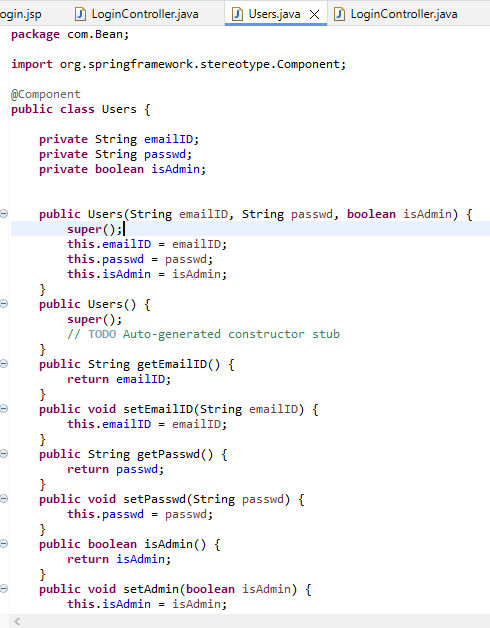 ogin.jsp LoginController.java Users.java LoginController.java
package com.Bean;
import org.springframework.stereotype.Component;
@Component
public class Users {
private String emailID;
private String passwd;
private boolean isAdmin;
public Users(String emailID, String passwd, boolean isAdmin) {
super();
this.emailID = emailID;
this.passwd = passwd;
this.isAdmin = isAdmin;
}
public Users() {
super();
// TODO Auto-generated constructor stub
}
public String getEmailID() {
return emailID;
}
public void setEmailID(String emailID) {
this.emailID = emailID;
}
public String getPasswd() {
return passwd;
}
public void setPasswd(String passwd) {
this.passwd = passwd;
}
public boolean isAdmin() {
return isAdmin;
}
public void setAdmin(boolean isAdmin) {
this.isAdmin = isAdmin;